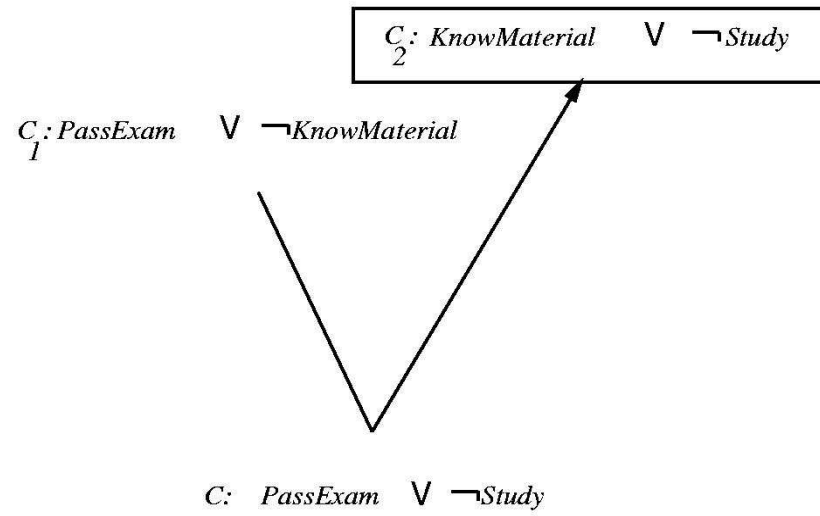 C2: KnowMaterial V ¬Study
C1: PassExam V ¬KnowMaterial
C: PassExam V ¬Study